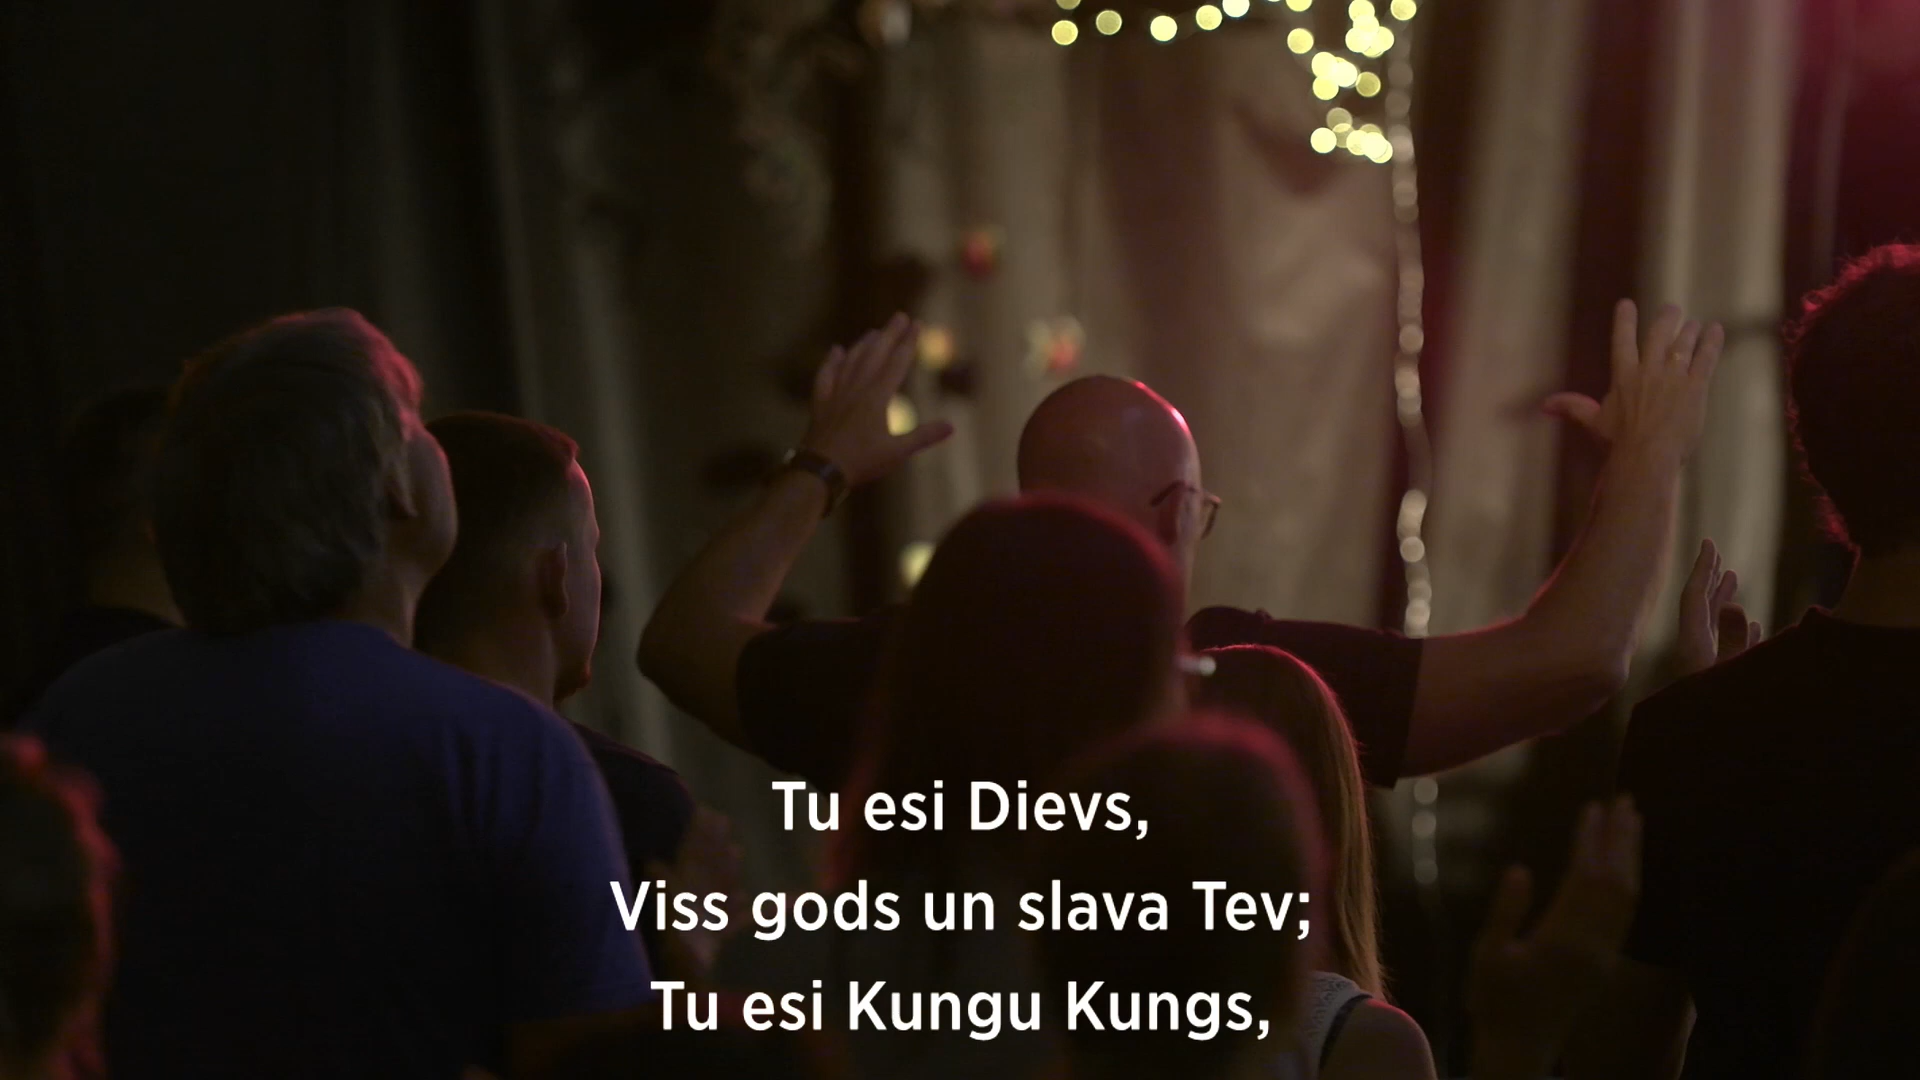 Tu esi Dievs,
Viss gods un slava Tev;
Tu esi Kungu Kungs,